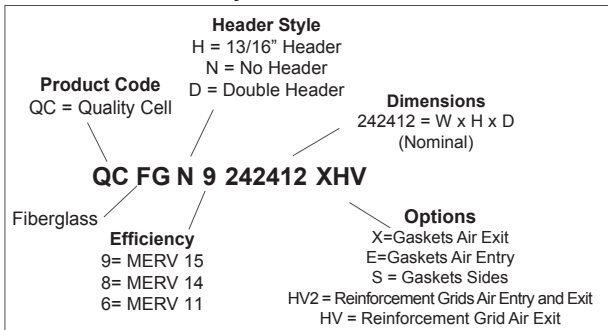 Header Style
H = 13/16” Header
N = No Header
D = Double Header
Product Code
QC = Quality Cell
Dimensions
242412 = W x H x D
(Nominal)
QC FG N 9 242412 XHV
Fiberglass
Efficiency
9= MERV 15
8= MERV 14
6= MERV 11
Options
X=Gaskets Air Exit
E=Gaskets Air Entry
S = Gaskets Sides
HV2 = Reinforcement Grids Air Entry and Exit
HV = Reinforcement Grid Air Exit